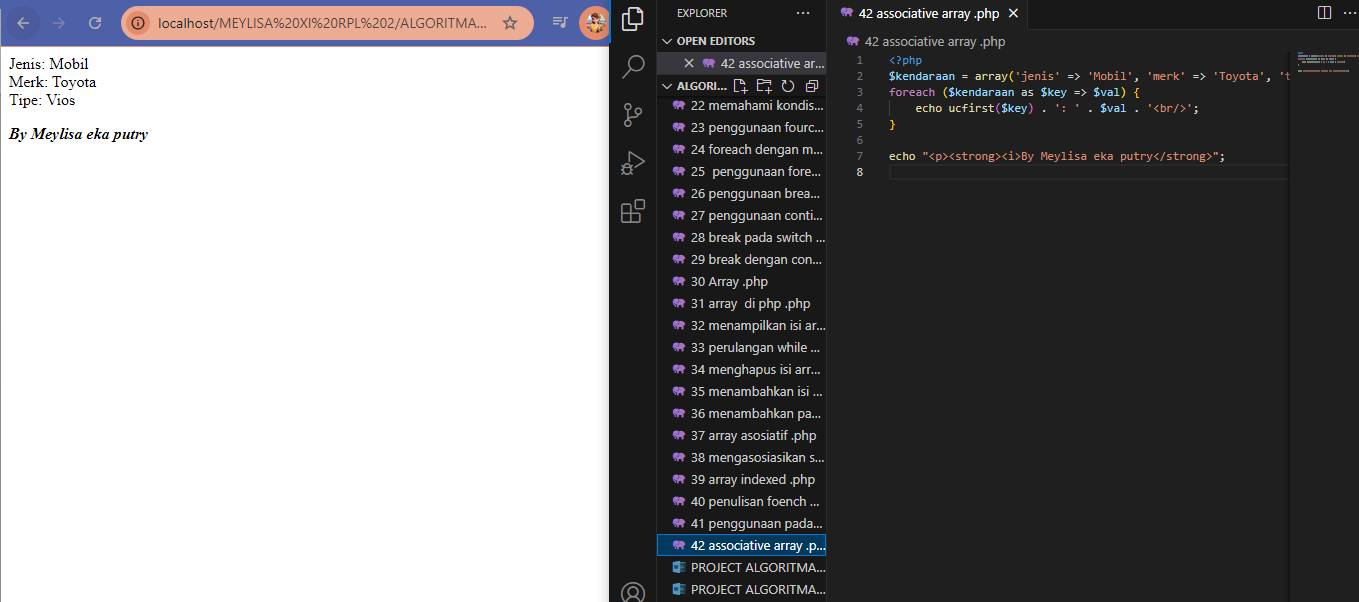 localhost/MEYLISA%20XI%20RPL%202/ALGORITMA...
Jenis: Mobil
Merk: Toyota
Tipe: Vios
By Meylisa eka putry
EXPLORER
OPEN EDITORS
42 associative ar...
ALGORI...
22 memahami kondis...
23 penggunaan fourc...
24 foreach dengan m...
25  penggunaan fore...
26 penggunaan brea...
27 penggunaan conti...
28 break pada switch ...
29 break dengan con...
30 Array .php
31 array  di php .php
32 menampilkan isi ar...
33 perulangan while ...
34 menghapus isi arr...
35 menambahkan isi ...
36 menambahkan pa...
37 array asosiatif .php
38 mengasosiasikan s...
39 array indexed .php
40 penulisan foench ...
41 penggunaan pada...
42 associative array .p...
PROJECT ALGORITMA...
PROJECT ALGORITMA...
42 associative array .php
42 associative array .php
1 <?php
2 $kendaraan = array('jenis' => 'Mobil', 'merk' => 'Toyota', 't
3 foreach ($kendaraan as $key => $val) {
4     echo ucfirst($key) . ': ' . $val . '<br/>';
5 }
6
7 echo "<p><strong><i>By Meylisa eka putry</strong>";
8